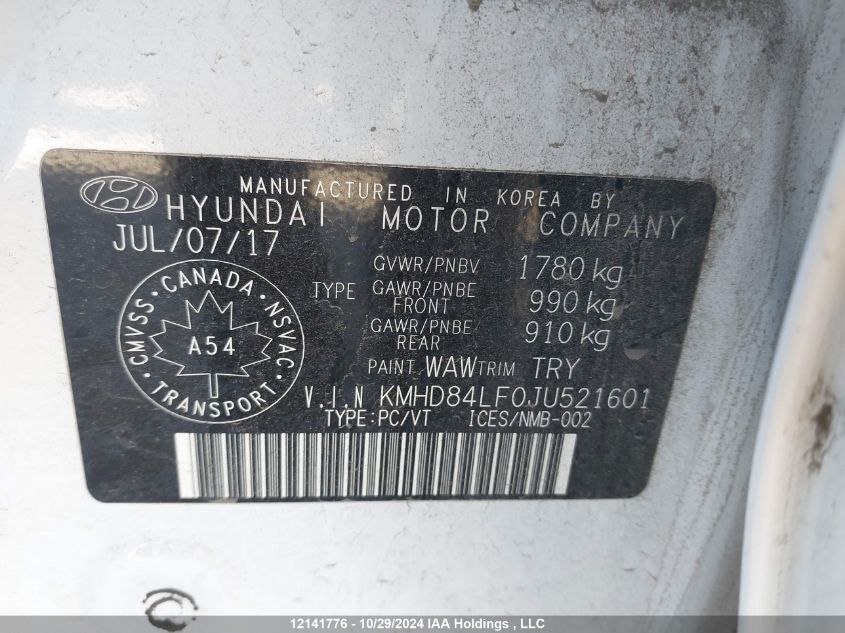 MANUFACTURED IN KOREA BY
HYUNDAI MOTOR COMPANY
JUL/07/17
GVWR/PNBV 1780 kg
TYPE GAWR/PNBE FRONT 990 kg
GAWR/PNBE REAR 910 kg
PAINT WAW TRIM TRY
V.I.N KMHD84LF0JU521601
TYPE:PC/VT ICES/NMB-002
CMVSS · CANADA · NSVAC · TRANSPORT ·
A54
12141776 - 10/29/2024 IAA Holdings , LLC